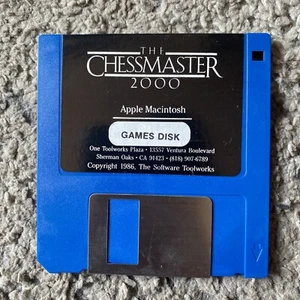 THE
CHESSMASTER
2000
Apple Macintosh
GAMES DISK
One Toolworks Plaza • 13557 Ventura Boulevard
Sherman Oaks • CA 91423 • (818) 907-6789
Copyright 1986, The Software Toolworks